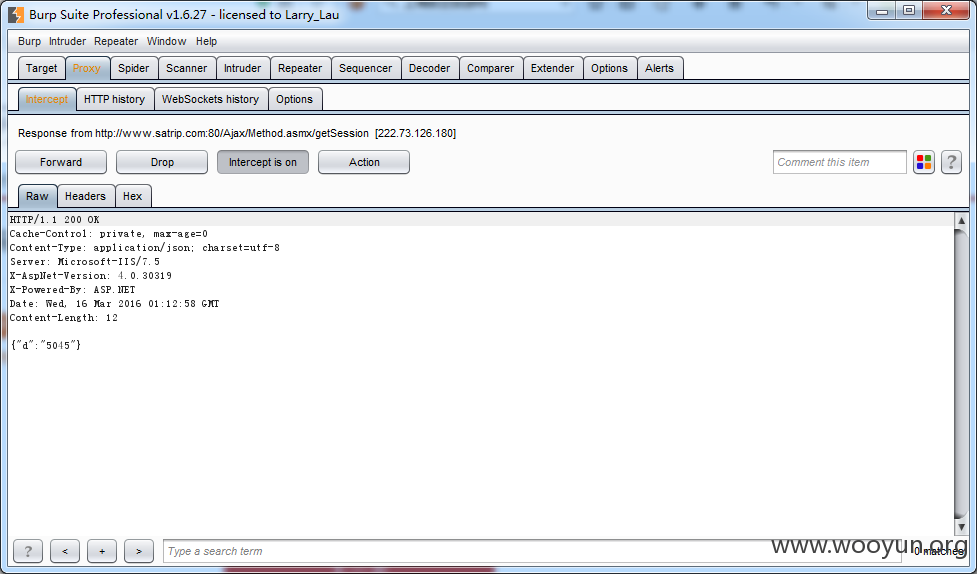 Burp Suite Professional v1.6.27 - licensed to Larry_Lau
Burp Intruder Repeater Window Help
Target Proxy Spider Scanner Intruder Repeater Sequencer Decoder Comparer Extender Options Alerts
Intercept HTTP history WebSockets history Options
Response from http://www.satrip.com:80/Ajax/Method.asmx/getSession [222.73.126.180]
Forward Drop Intercept is on Action Comment this item ?
Raw Headers Hex
HTTP/1.1 200 OK
Cache-Control: private, max-age=0
Content-Type: application/json; charset=utf-8
Server: Microsoft-IIS/7.5
X-AspNet-Version: 4.0.30319
X-Powered-By: ASP.NET
Date: Wed, 16 Mar 2016 01:12:58 GMT
Content-Length: 12
{"d":"5045"}
? < + > Type a search term 0 matches
www.wooyun.org